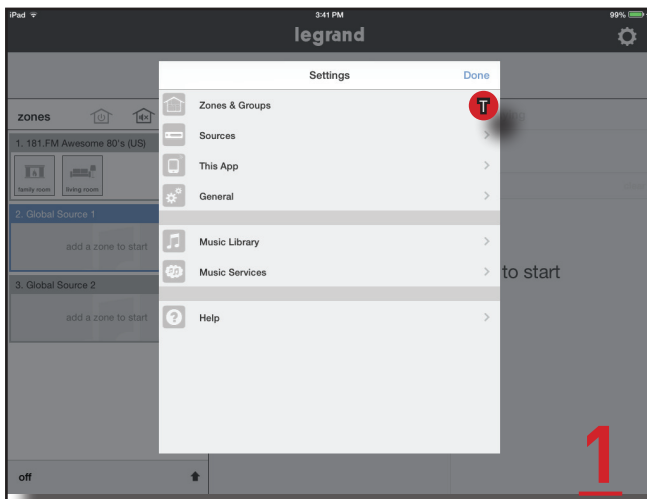 iPad 3:41 PM 99%
legrand
Settings Done
zones
Zones & Groups T
Sources
1. 181.FM Awesome 80's (US)
This App
family room living room
General
2. Global Source 1
Music Library
add a zone to start
Music Services
to start
3. Global Source 2
add a zone to start
Help
1
off